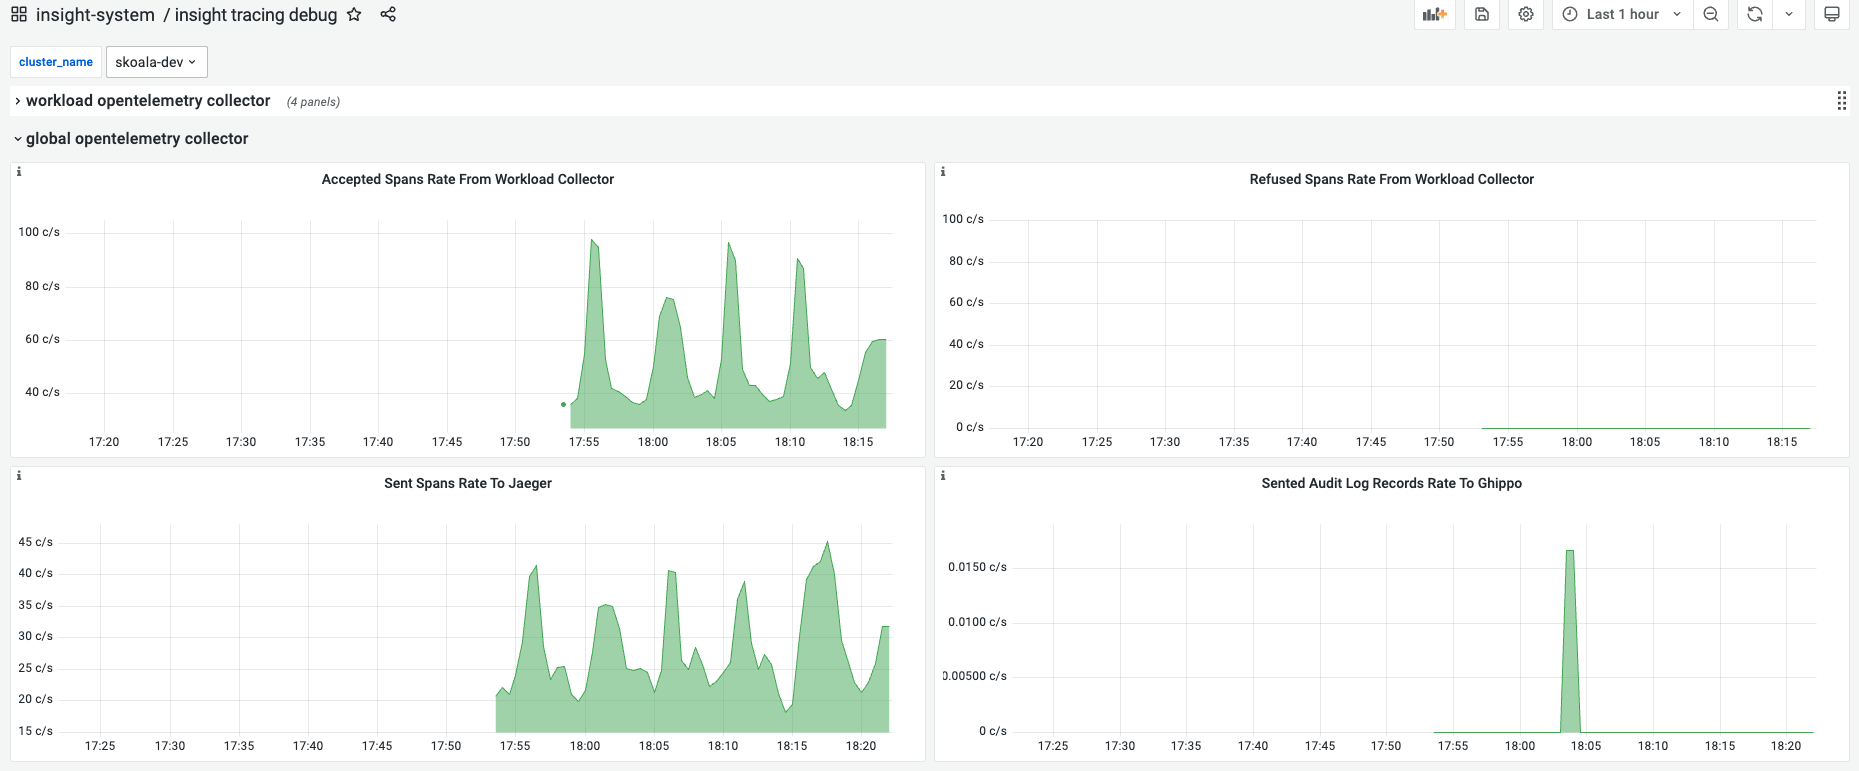 insight-system / insight tracing debug
Last 1 hour
cluster_name
skoala-dev
workload opentelemetry collector (4 panels)
global opentelemetry collector
Accepted Spans Rate From Workload Collector
100 c/s
80 c/s
60 c/s
40 c/s
17:20 17:25 17:30 17:35 17:40 17:45 17:50 17:55 18:00 18:05 18:10 18:15
Refused Spans Rate From Workload Collector
100 c/s
80 c/s
60 c/s
40 c/s
20 c/s
0 c/s
17:20 17:25 17:30 17:35 17:40 17:45 17:50 17:55 18:00 18:05 18:10 18:15
Sent Spans Rate To Jaeger
45 c/s
40 c/s
35 c/s
30 c/s
25 c/s
20 c/s
15 c/s
17:25 17:30 17:35 17:40 17:45 17:50 17:55 18:00 18:05 18:10 18:15 18:20
Sented Audit Log Records Rate To Ghippo
0.0150 c/s
0.0100 c/s
0.00500 c/s
0 c/s
17:25 17:30 17:35 17:40 17:45 17:50 17:55 18:00 18:05 18:10 18:15 18:20